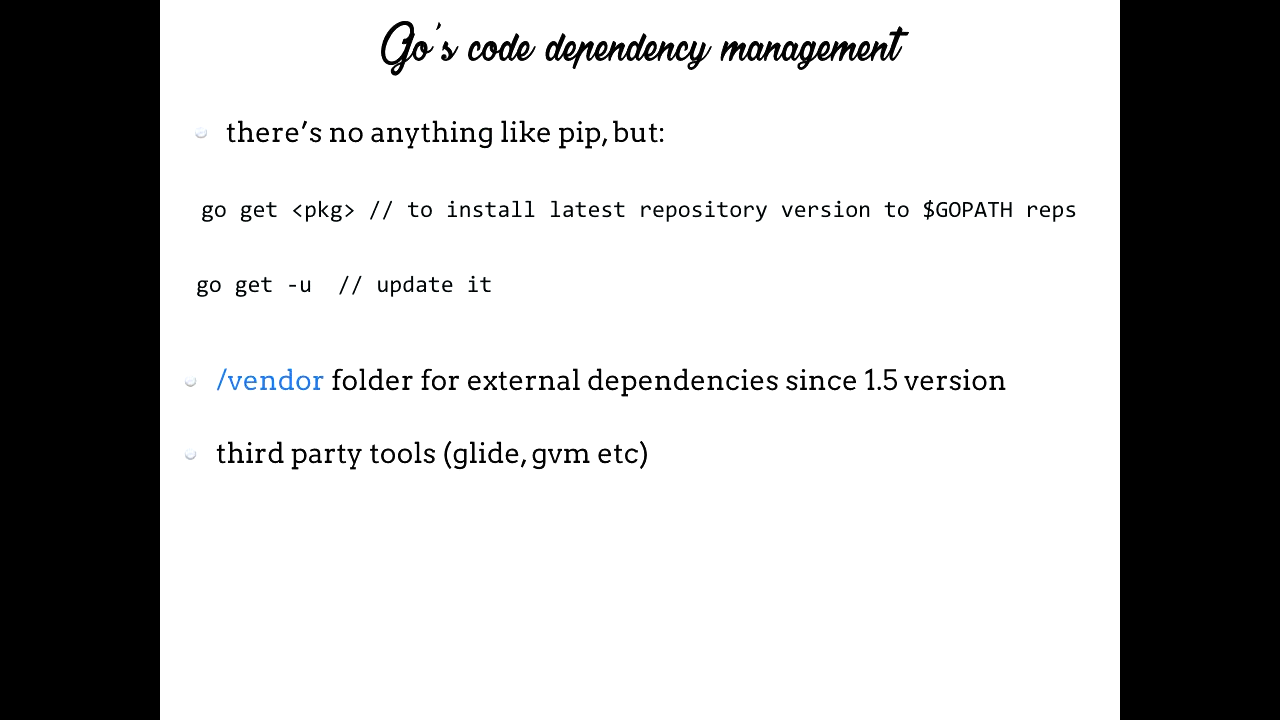 Go's code dependency management
there's no anything like pip, but:
go get <pkg> // to install latest repository version to $GOPATH reps
go get -u  // update it
/vendor folder for external dependencies since 1.5 version
third party tools (glide, gvm etc)